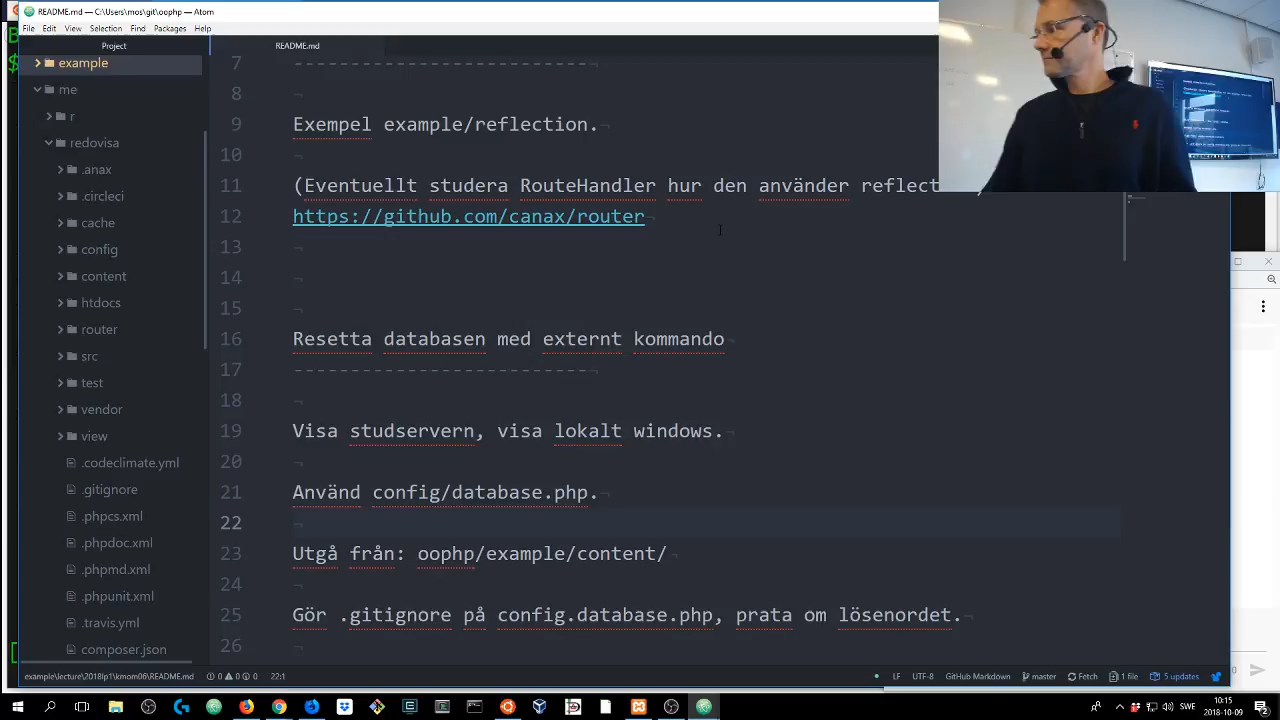 README.md — C:\Users\mos\git\oophp — Atom
File Edit View Selection Find Packages Help
Project
README.md
example
me
r
redovisa
.anax
.circleci
cache
config
content
htdocs
router
src
test
vendor
view
.codeclimate.yml
.gitignore
.phpcs.xml
.phpdoc.xml
.phpmd.xml
.phpunit.xml
.travis.yml
composer.json
7 ---------------------------
8
9 Exempel example/reflection.
10
11 (Eventuellt studera RouteHandler hur den använder reflect
12 https://github.com/canax/router
13
14
15
16 Resetta databasen med externt kommando
17 ---------------------------
18
19 Visa studservern, visa lokalt windows.
20
21 Använd config/database.php.
22
23 Utgå från: oophp/example/content/
24
25 Gör .gitignore på config.database.php, prata om lösenordet.
26
example/lecture/2018lp1/kmom06/README.md 0 0 0 22:1 LF UTF-8 GitHub Markdown master Fetch 1 file 5 updates
SWE 10:15
2018-10-09